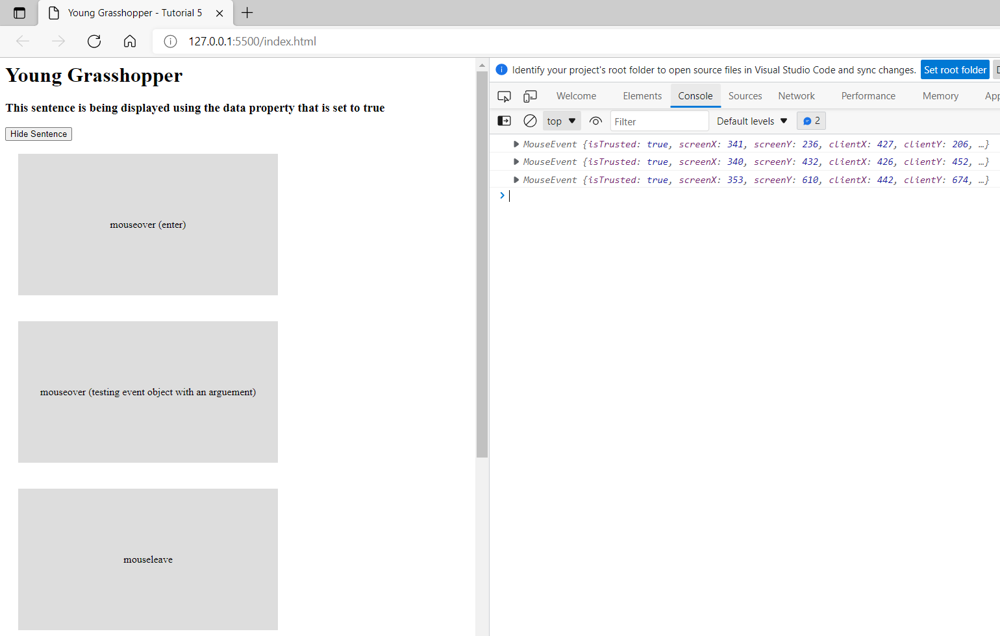 Young Grasshopper - Tutorial 5
127.0.0.1:5500/index.html
Young Grasshopper
This sentence is being displayed using the data property that is set to true
Hide Sentence
mouseover (enter)
mouseover (testing event object with an arguement)
mouseleave
Identify your project's root folder to open source files in Visual Studio Code and sync changes. Set root folder
Welcome Elements Console Sources Network Performance Memory App
top Filter Default levels 2
MouseEvent {isTrusted: true, screenX: 341, screenY: 236, clientX: 427, clientY: 206, …}
MouseEvent {isTrusted: true, screenX: 340, screenY: 432, clientX: 426, clientY: 452, …}
MouseEvent {isTrusted: true, screenX: 353, screenY: 610, clientX: 442, clientY: 674, …}